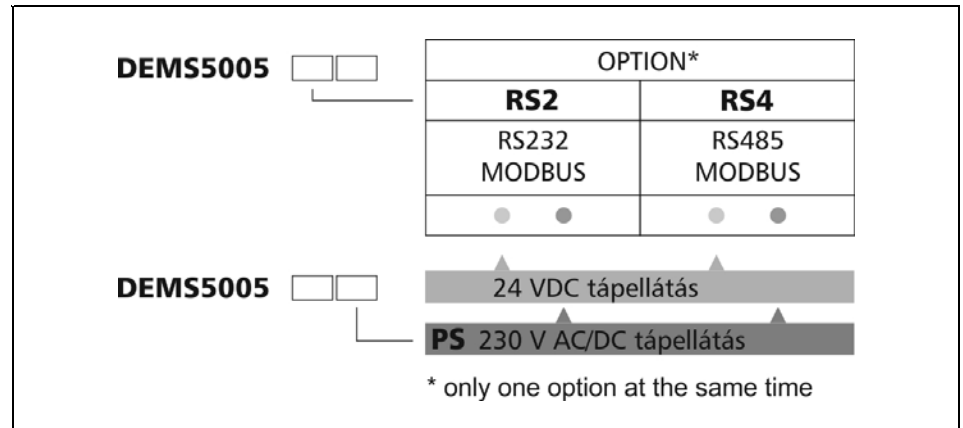 DEMS5005
OPTION*
RS2 RS4
RS232 RS485
MODBUS MODBUS
DEMS5005
24 VDC tápellátás
PS 230 V AC/DC tápellátás
* only one option at the same time